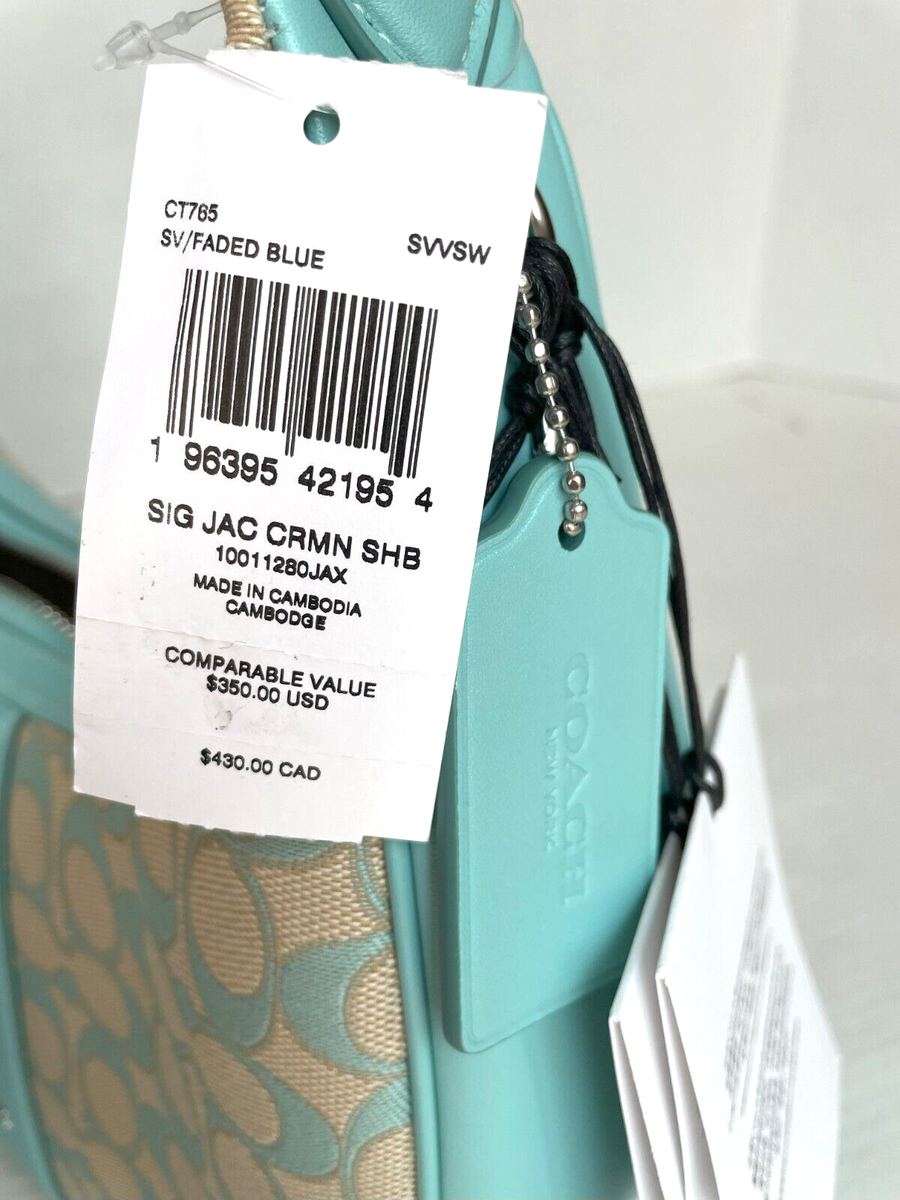 CT765
SV/FADED BLUE SVVSW
1 96395 42195 4
SIG JAC CRMN SHB
10011280JAX
MADE IN CAMBODIA
CAMBODGE
COMPARABLE VALUE
$350.00 USD
$430.00 CAD
COACH
NEW YORK